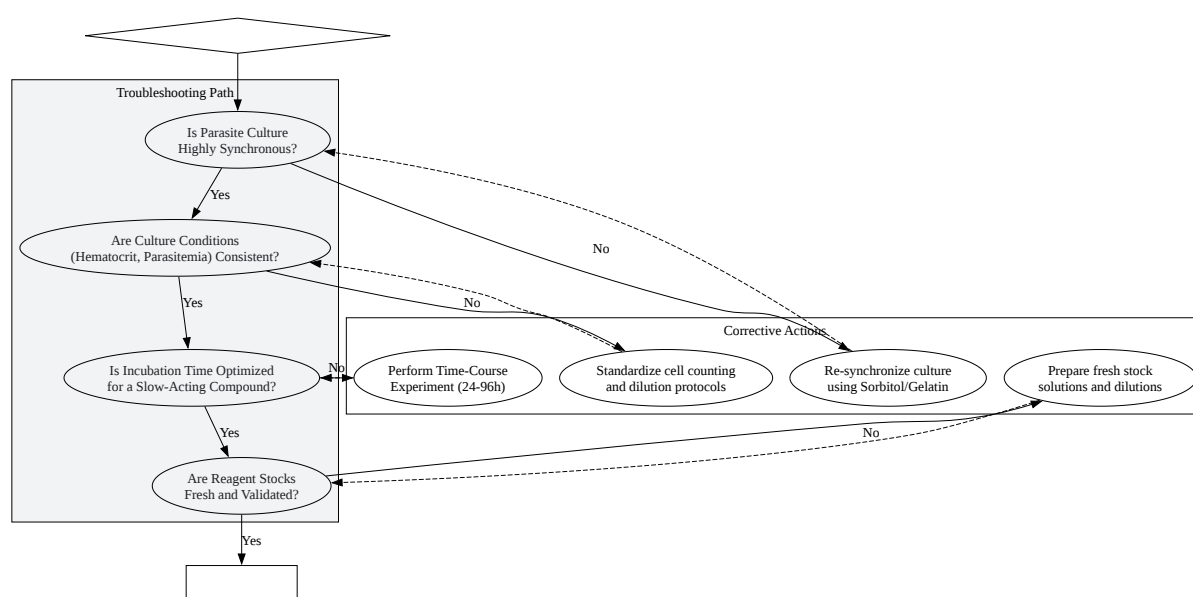 Troubleshooting Path
Is Parasite Culture
Highly Synchronous?
Yes
No
Are Culture Conditions
(Hematocrit, Parasitemia) Consistent?
Yes
No
Corrective Actions
Is Incubation Time Optimized
for a Slow-Acting Compound?
No
Perform Time-Course
Experiment (24-96h)
Standardize cell counting
and dilution protocols
Re-synchronize culture
using Sorbitol/Gelatin
Prepare fresh stock
solutions and dilutions
Yes
No
Are Reagent Stocks
Fresh and Validated?
Yes